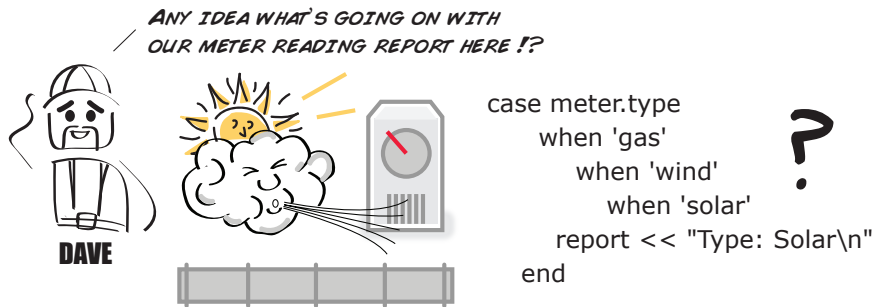 ANY IDEA WHAT'S GOING ON WITH
OUR METER READING REPORT HERE !?
DAVE
case meter.type
when 'gas'
when 'wind'
when 'solar'
report << "Type: Solar\n"
end
?